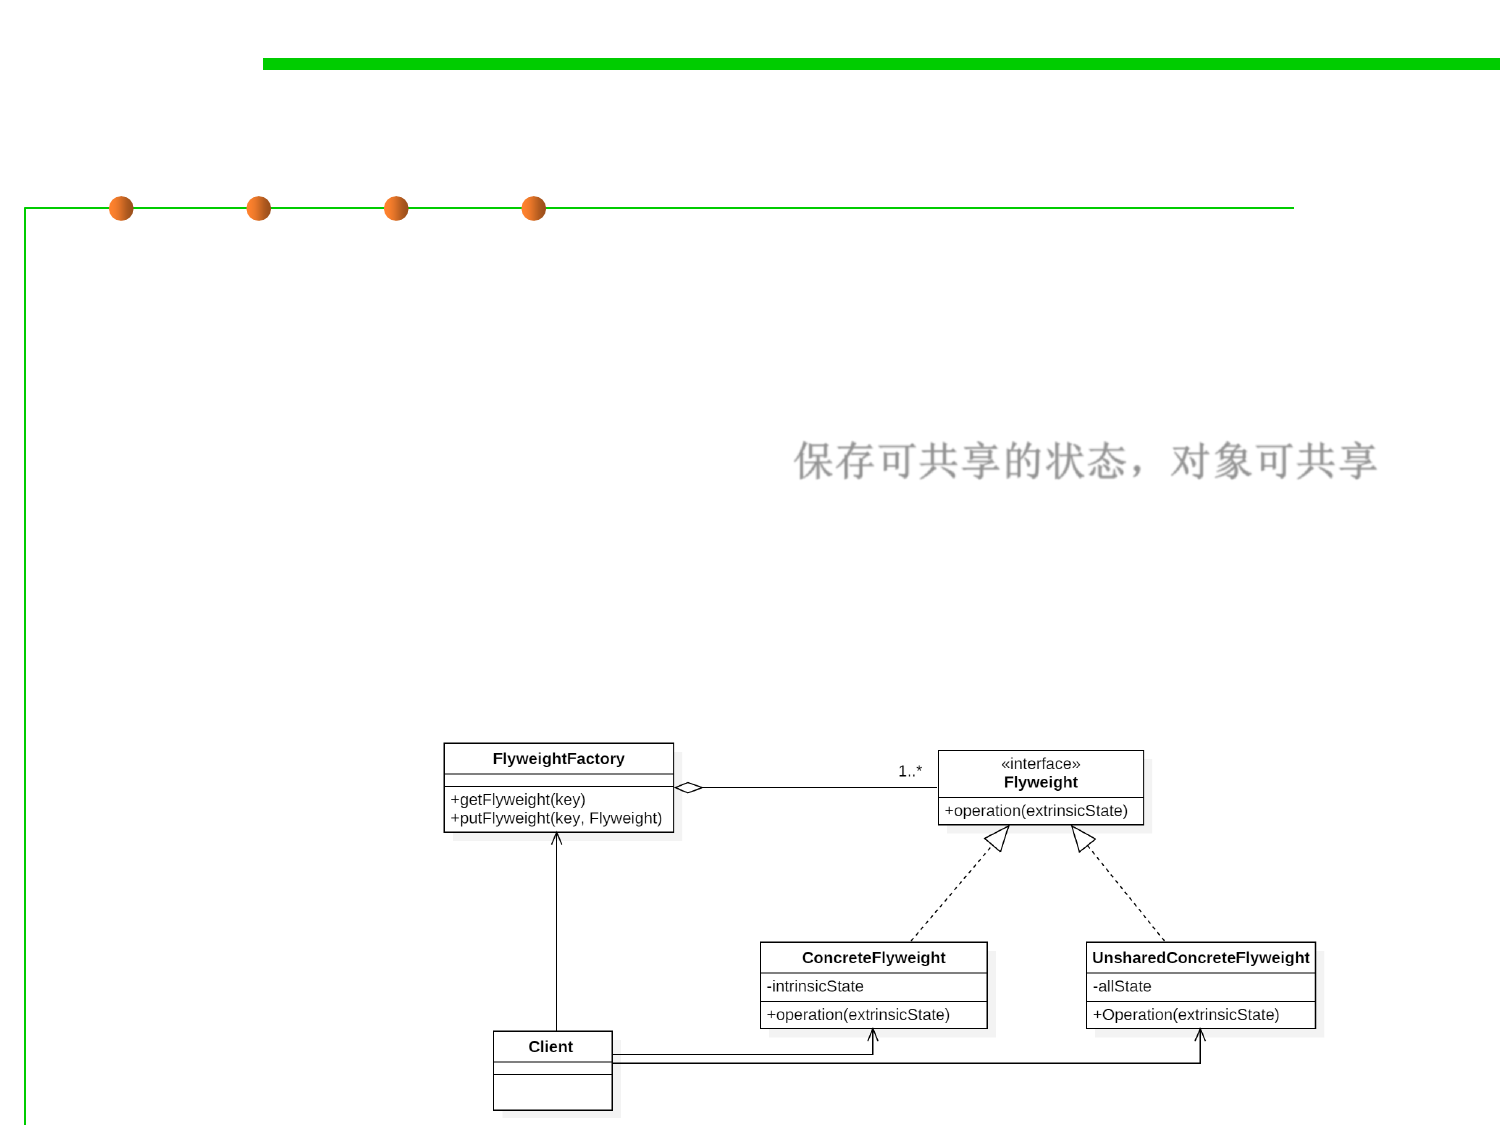 保存可共享的状态，对象可共享
FlyweightFactory
+getFlyweight(key)
+putFlyweight(key, Flyweight)
1..*
«interface»
Flyweight
+operation(extrinsicState)
ConcreteFlyweight
-intrinsicState
+operation(extrinsicState)
UnsharedConcreteFlyweight
-allState
+Operation(extrinsicState)
Client